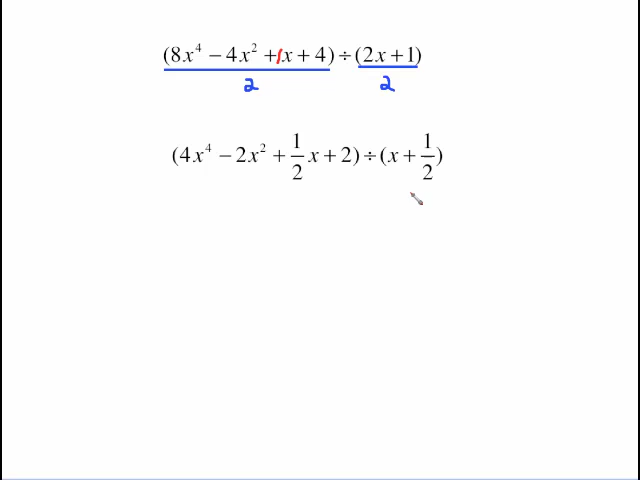 (8x⁴ − 4x² + 1x + 4) ÷ (2x + 1)
2 2
(4x⁴ − 2x² + 1/2 x + 2) ÷ (x + 1/2)